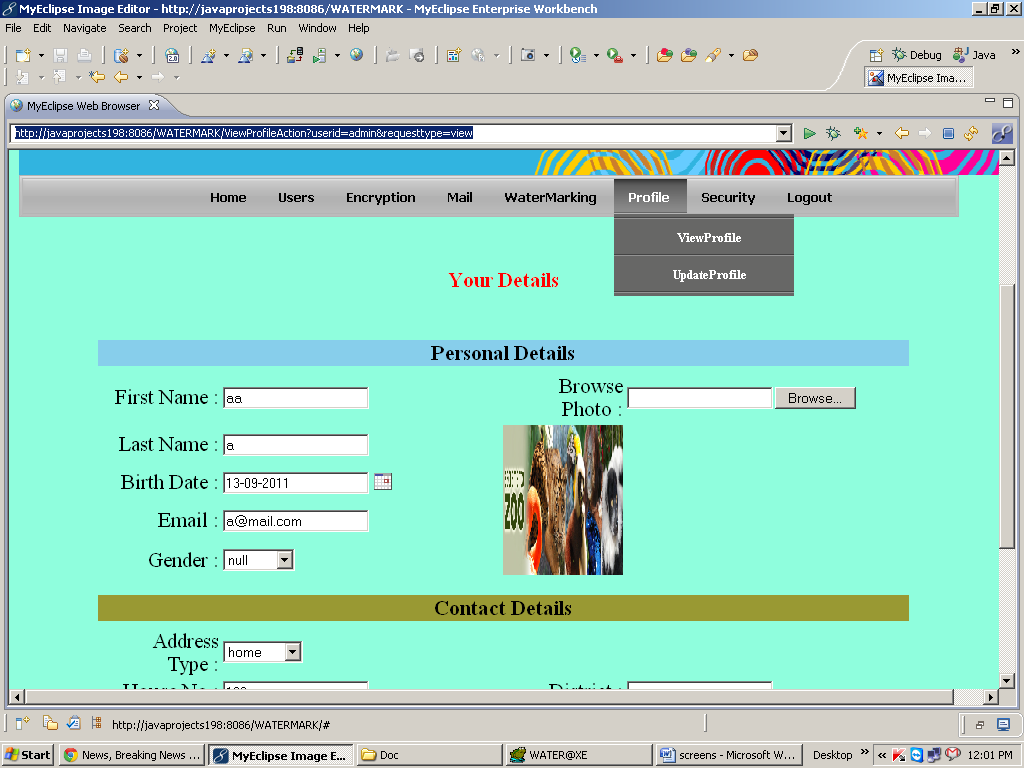 MyEclipse Image Editor - http://javaprojects198:8086/WATERMARK - MyEclipse Enterprise Workbench
File Edit Navigate Search Project MyEclipse Run Window Help
2.0
Debug Java »
MyEclipse Ima...
MyEclipse Web Browser
http://javaprojects198:8086/WATERMARK/ViewProfileAction?userid=admin&requesttype=view
Home Users Encryption Mail WaterMarking Profile Security Logout
ViewProfile
UpdateProfile
Your Details
Personal Details
First Name : aa
Browse
Photo : Browse...
Last Name : a
Birth Date : 13-09-2011
Email : a@mail.com
Gender : null
ZOO
Contact Details
Address
Type : home
District :
http://javaprojects198:8086/WATERMARK/#
Start News, Breaking News ... MyEclipse Image E... Doc WATER@XE screens - Microsoft W... Desktop » « 12:01 PM